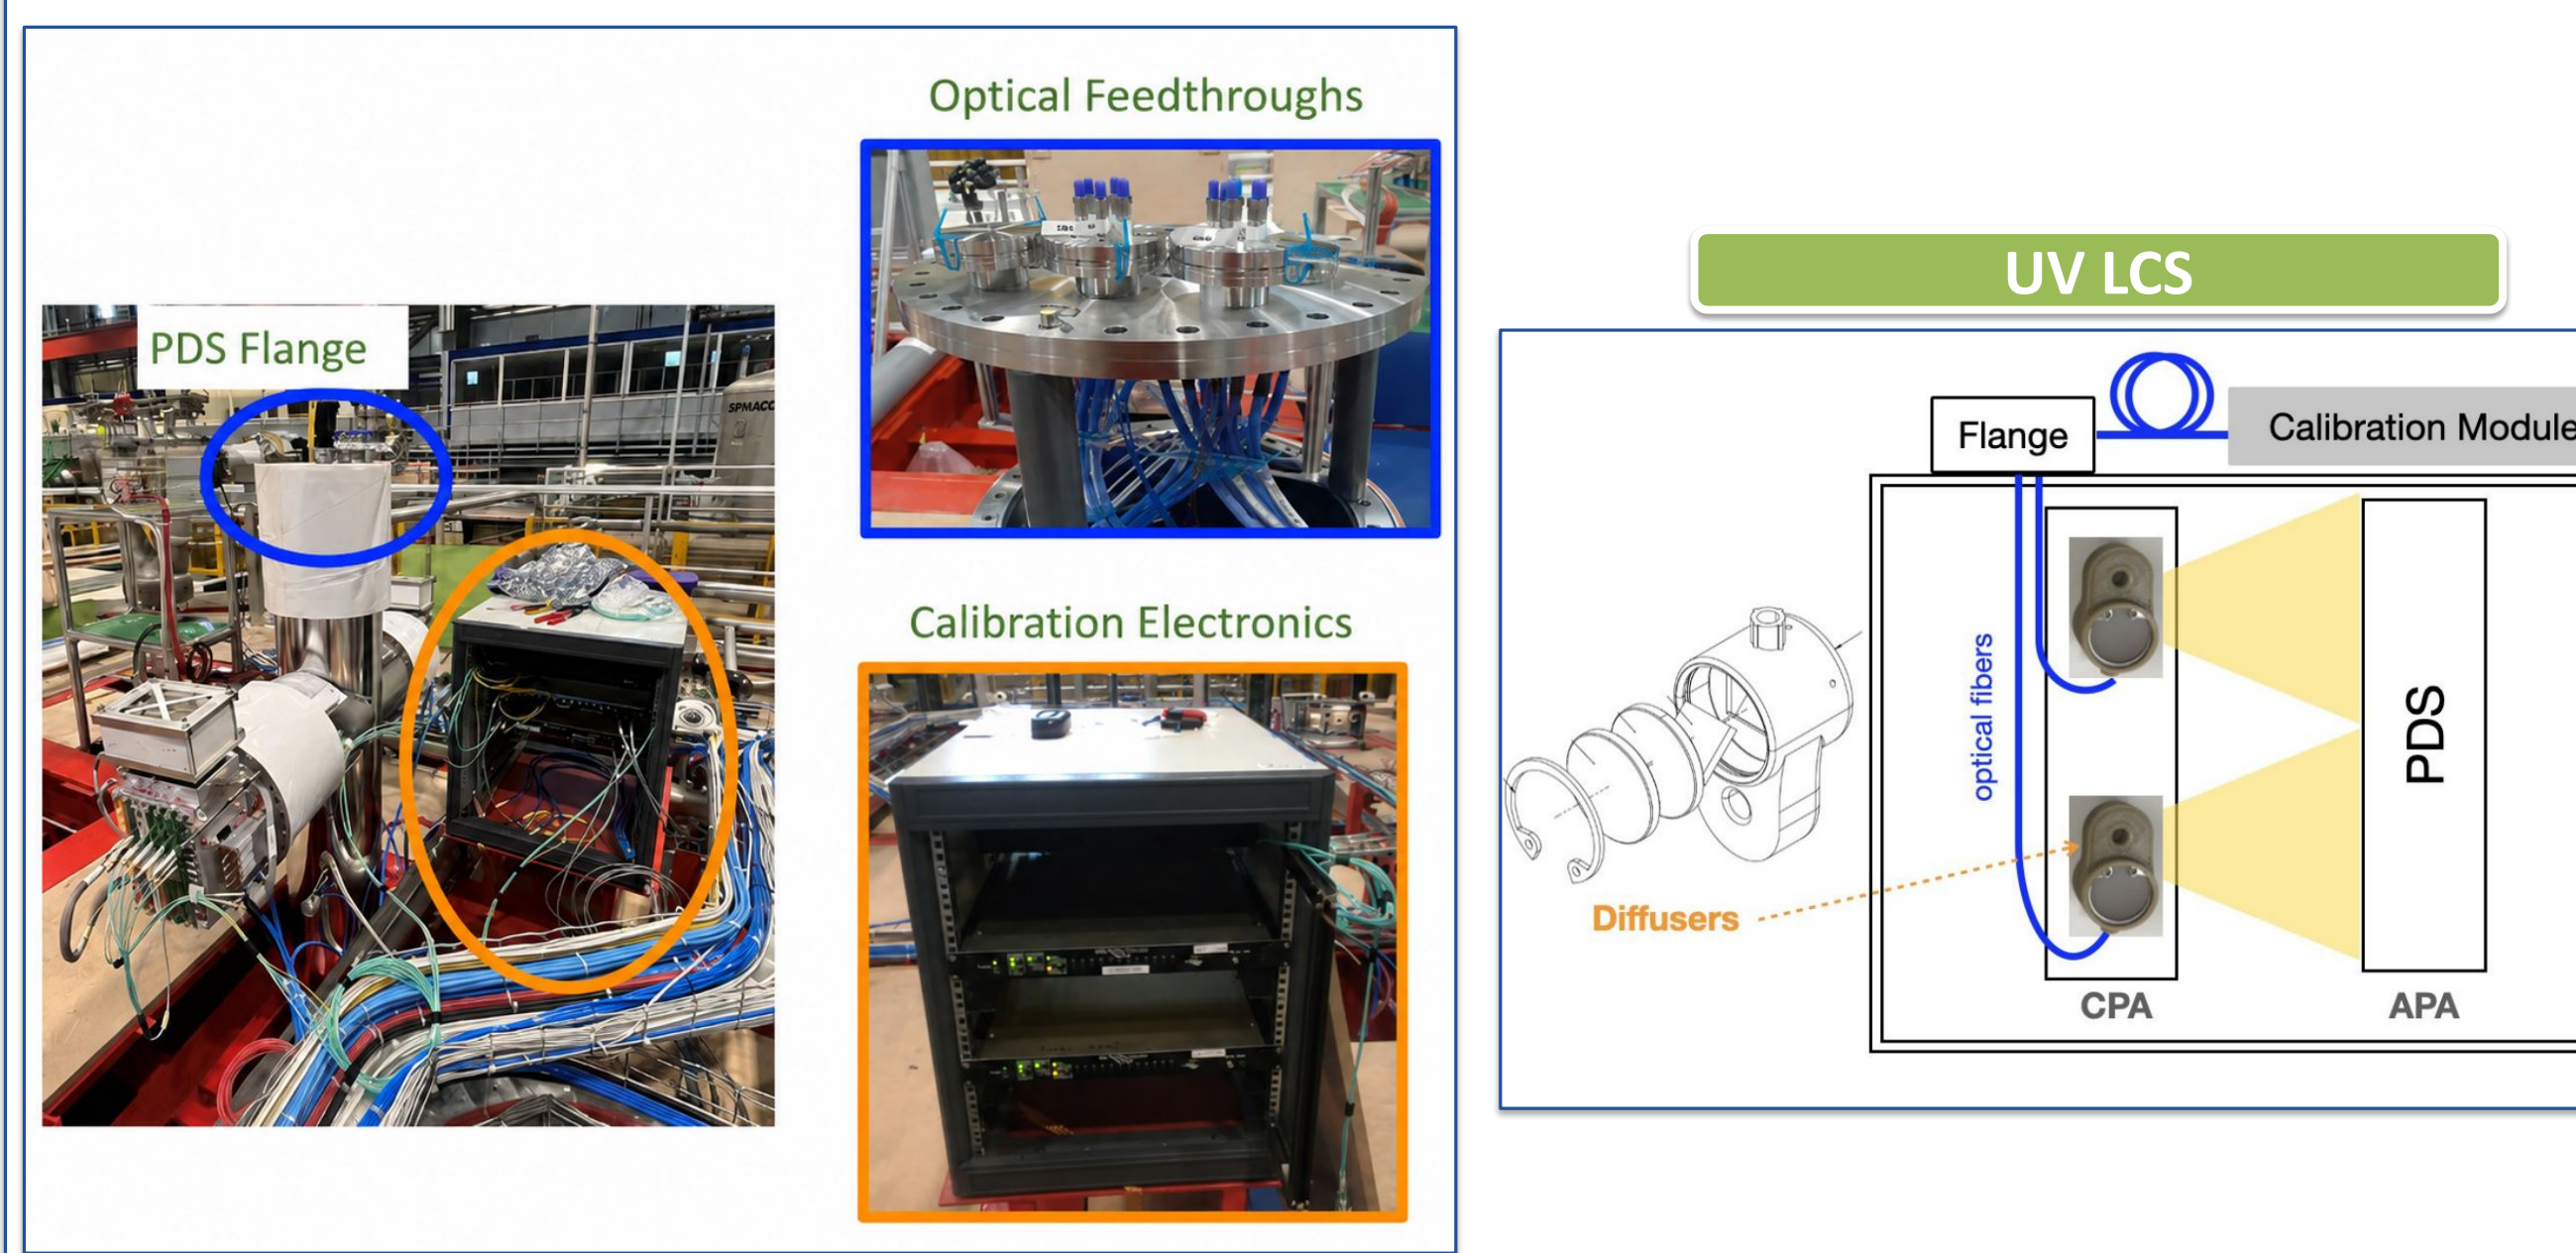 Optical Feedthroughs
PDS Flange
SPMACC
Calibration Electronics
UV LCS
Flange
Calibration Module
optical fibers
PDS
Diffusers
CPA
APA